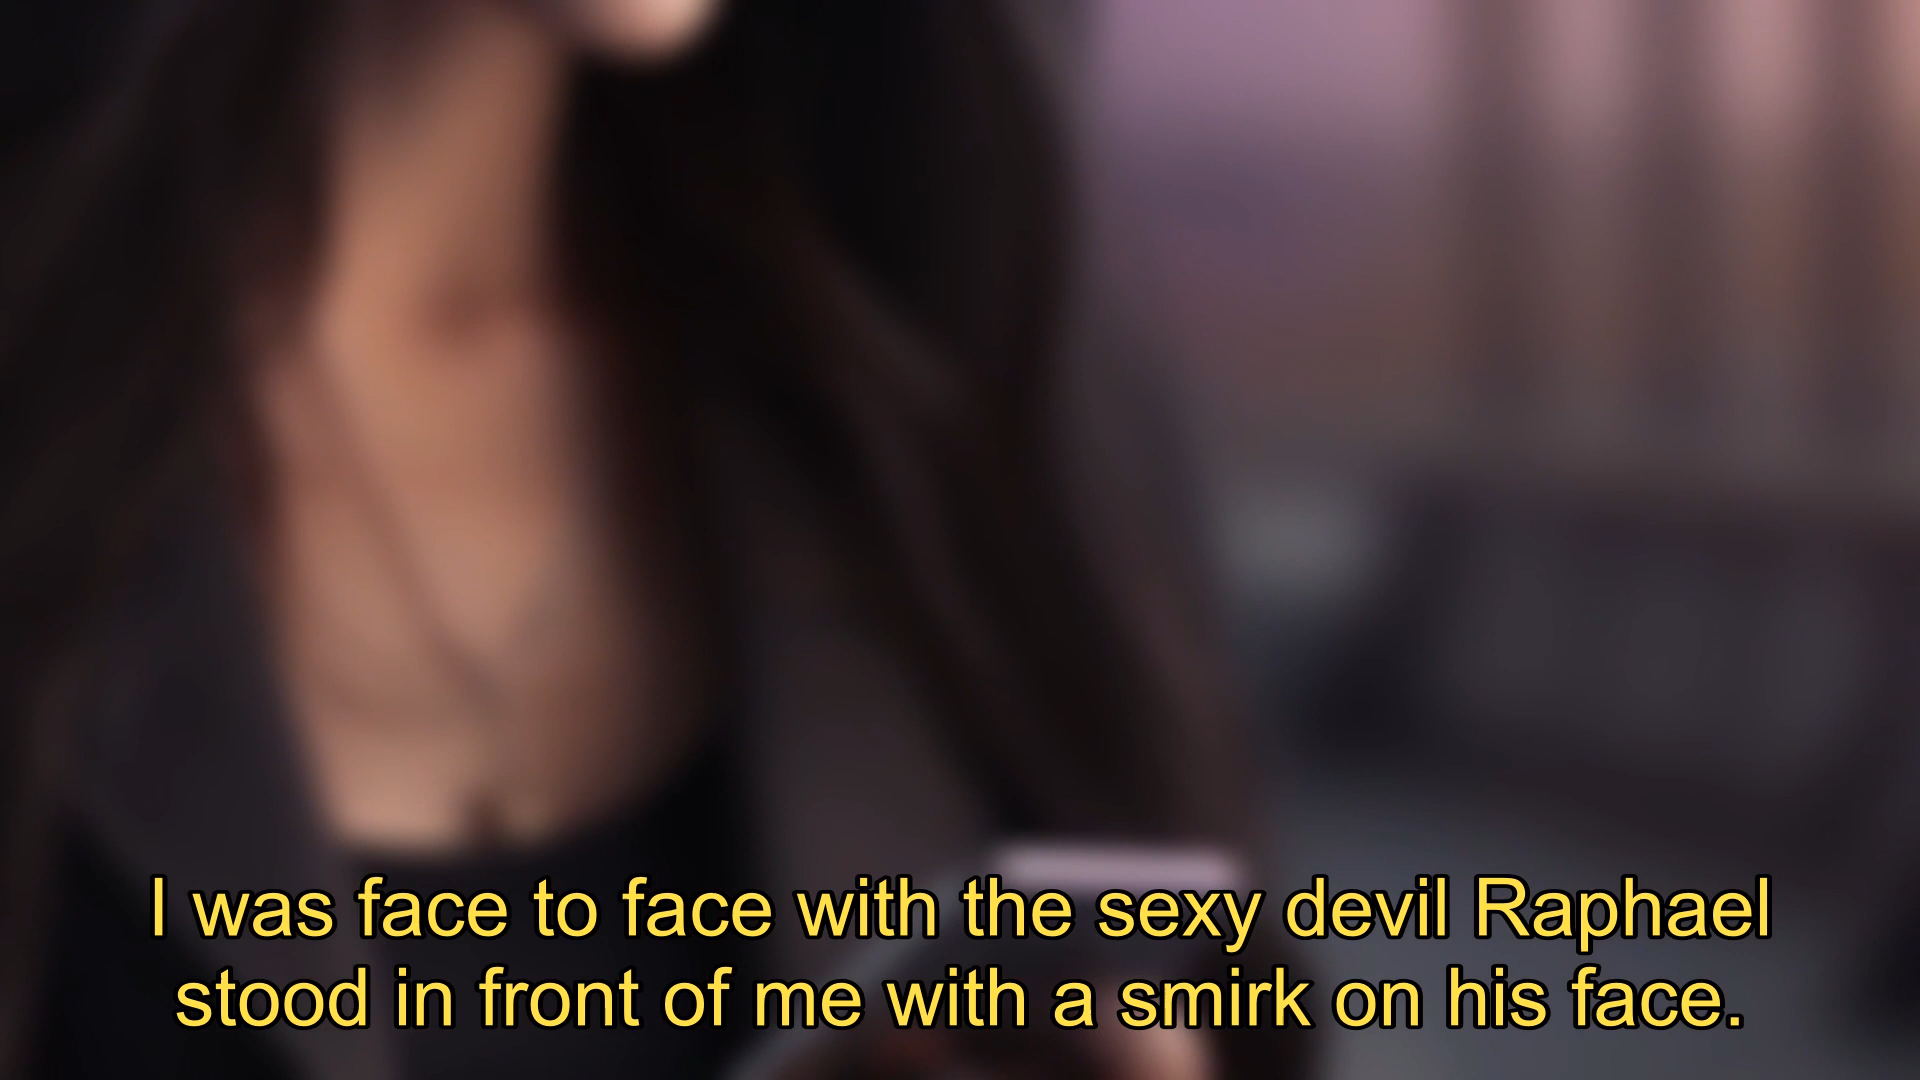 I was face to face with the sexy devil Raphael
stood in front of me with a smirk on his face.